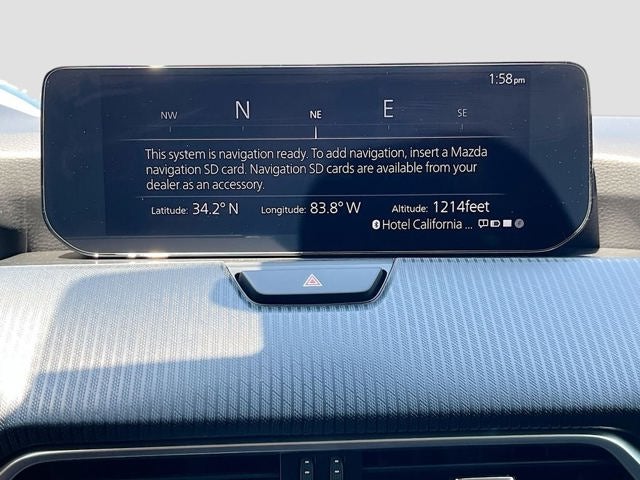 1:58pm
NW N NE E SE
This system is navigation ready. To add navigation, insert a Mazda
navigation SD card. Navigation SD cards are available from your
dealer as an accessory.
Latitude: 34.2° N Longitude: 83.8° W Altitude: 1214feet
Hotel California ...